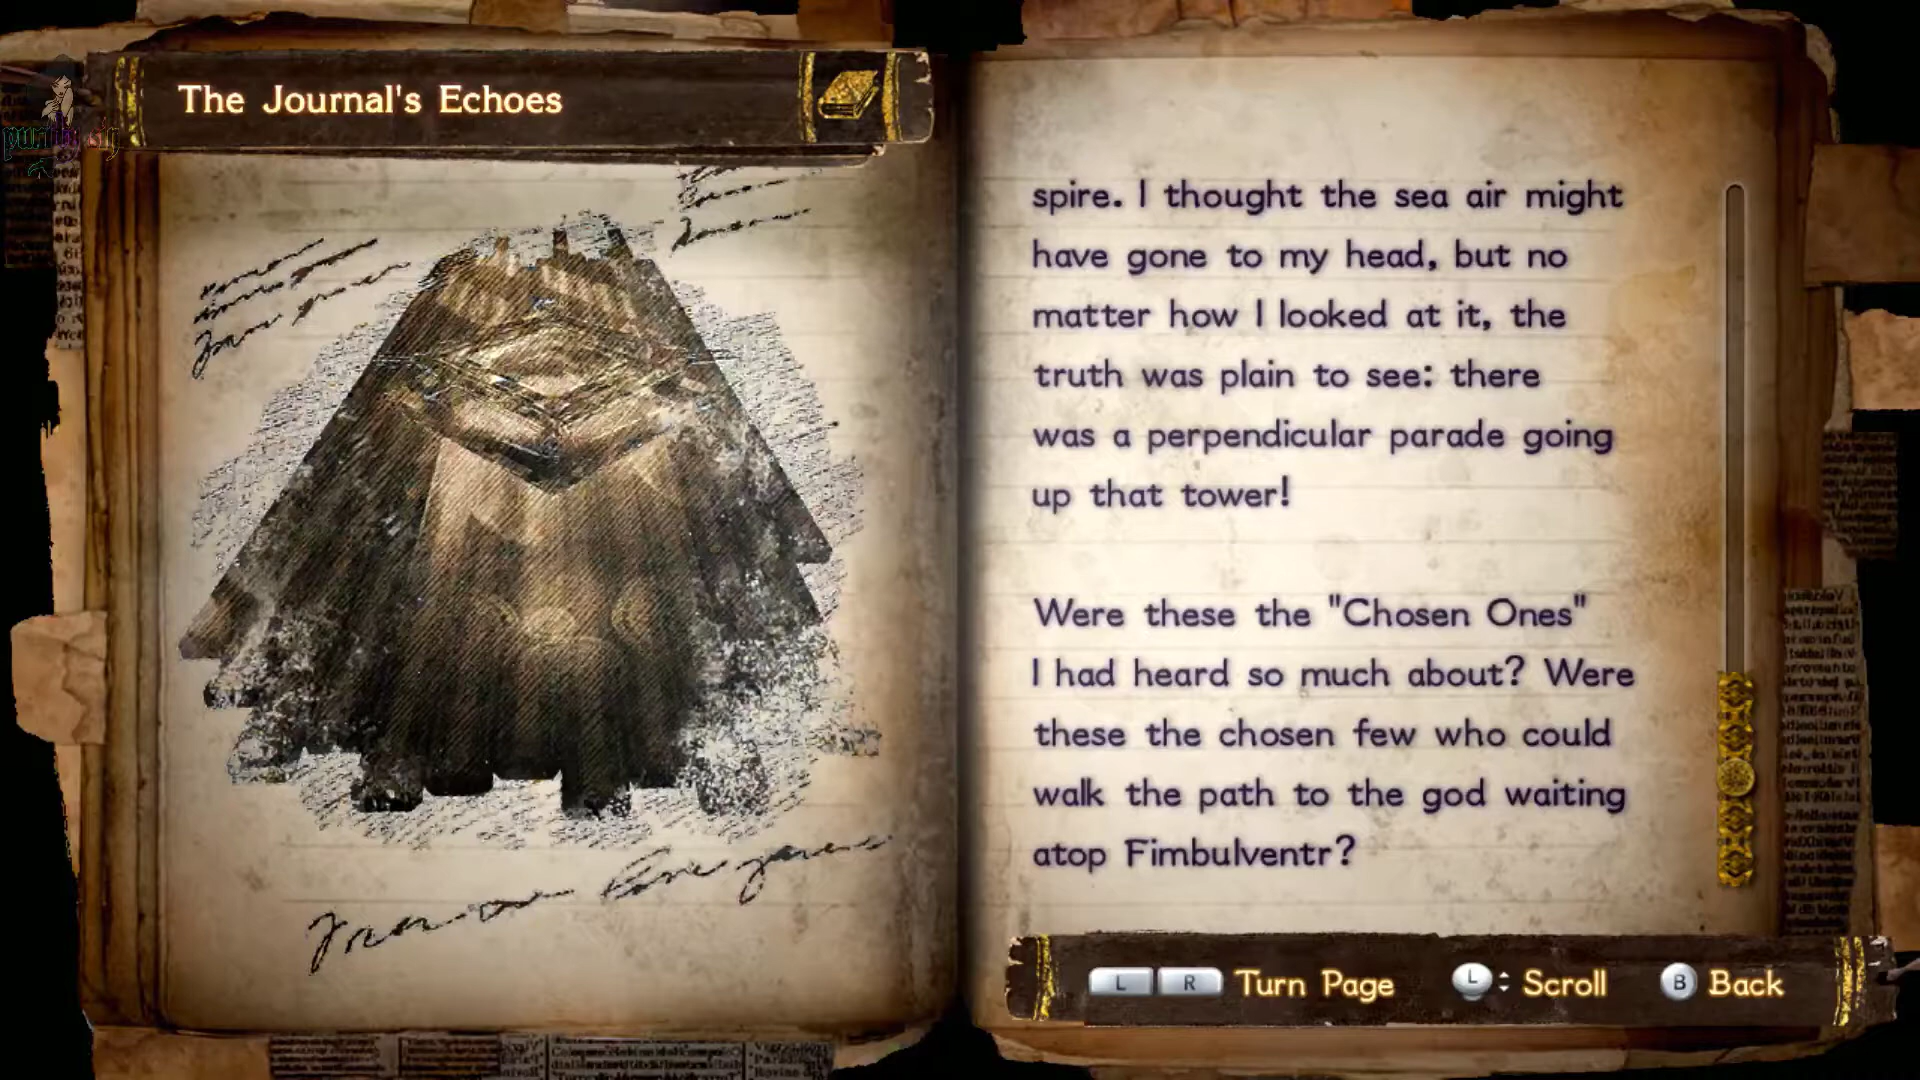 The Journal's Echoes
spire. I thought the sea air might
have gone to my head, but no
matter how I looked at it, the
truth was plain to see: there
was a perpendicular parade going
up that tower!
Were these the "Chosen Ones"
I had heard so much about? Were
these the chosen few who could
walk the path to the god waiting
atop Fimbulventr?
L R Turn Page L : Scroll B Back